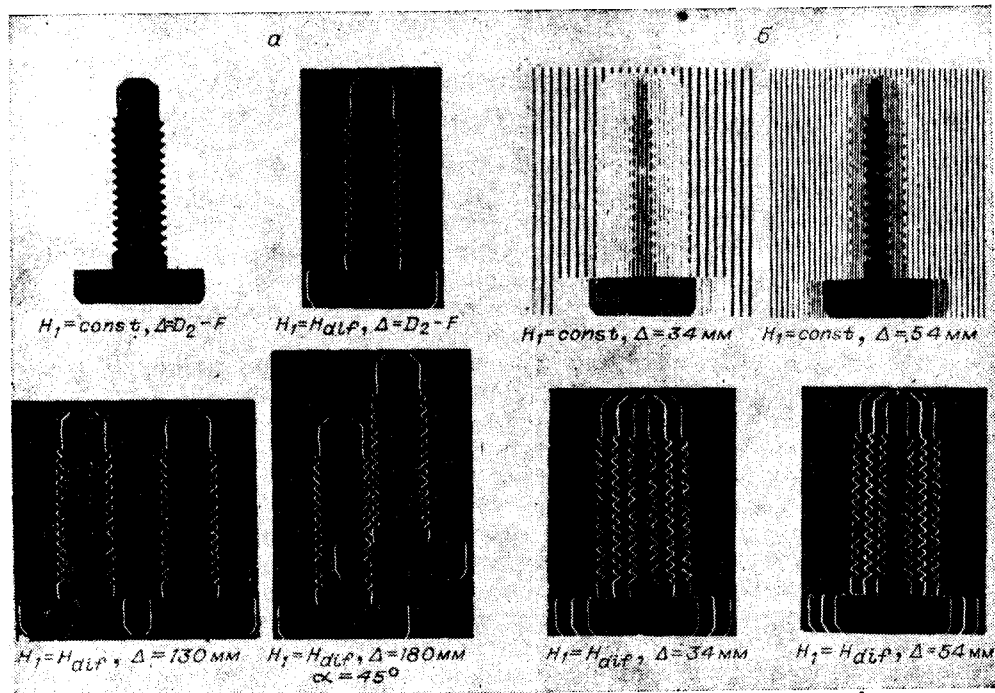 а
б
H₁=const, Δ=D₂-F
H₁=H_dif, Δ=D₂-F
H₁=const, Δ=34 мм
H₁=const, Δ=54 мм
H₁=H_dif, Δ=130 мм
H₁=H_dif, Δ=180 мм
α=45°
H₁=H_dif, Δ=34 мм
H₁=H_dif, Δ=54 мм